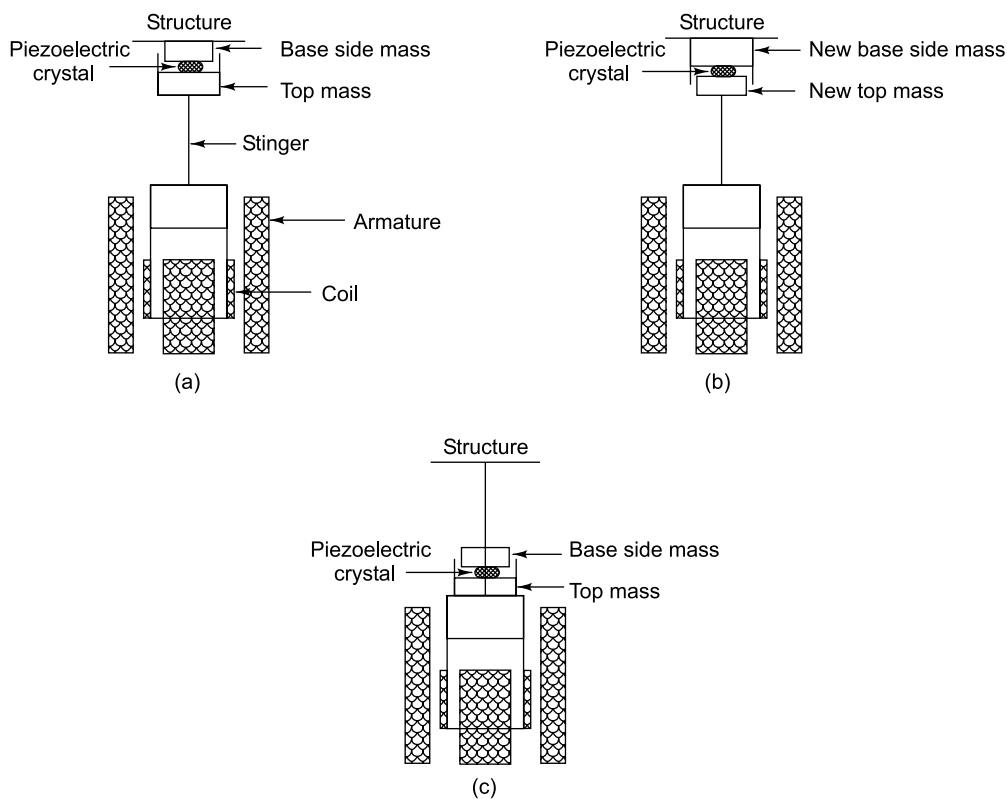 Structure
Piezoelectric
crystal
Base side mass
Top mass
Stinger
Armature
Coil
(a)
Structure
Piezoelectric
crystal
New base side mass
New top mass
(b)
Structure
Piezoelectric
crystal
Base side mass
Top mass
(c)